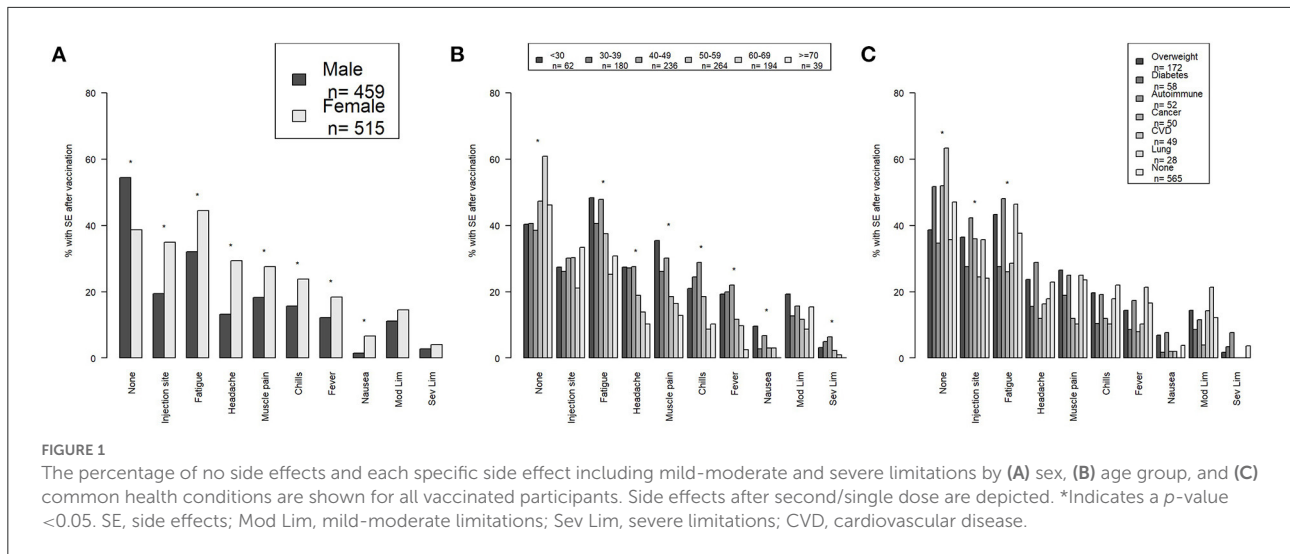 A
Male
n= 459
Female
n= 515
% with SE after vaccination
80
60
40
20
0
*
*
*
*
*
*
*
*
None
Injection site
Fatigue
Headache
Muscle pain
Chills
Fever
Nausea
Mod Lim
Sev Lim
B
<30 30-39 40-49 50-59 60-69 >=70
n= 62 n= 180 n= 236 n= 264 n= 194 n= 39
% with SE after vaccination
80
60
40
20
0
*
*
*
*
*
*
*
*
None
Injection site
Fatigue
Headache
Muscle pain
Chills
Fever
Nausea
Mod Lim
Sev Lim
C
Overweight
n= 172
Diabetes
n= 58
Autoimmune
n= 52
Cancer
n= 50
CVD
n= 49
Lung
n= 28
None
n= 565
% with SE after vaccination
80
60
40
20
0
*
*
*
None
Injection site
Fatigue
Headache
Muscle pain
Chills
Fever
Nausea
Mod Lim
Sev Lim
FIGURE 1
The percentage of no side effects and each specific side effect including mild-moderate and severe limitations by (A) sex, (B) age group, and (C)
common health conditions are shown for all vaccinated participants. Side effects after second/single dose are depicted. *Indicates a p-value
<0.05. SE, side effects; Mod Lim, mild-moderate limitations; Sev Lim, severe limitations; CVD, cardiovascular disease.